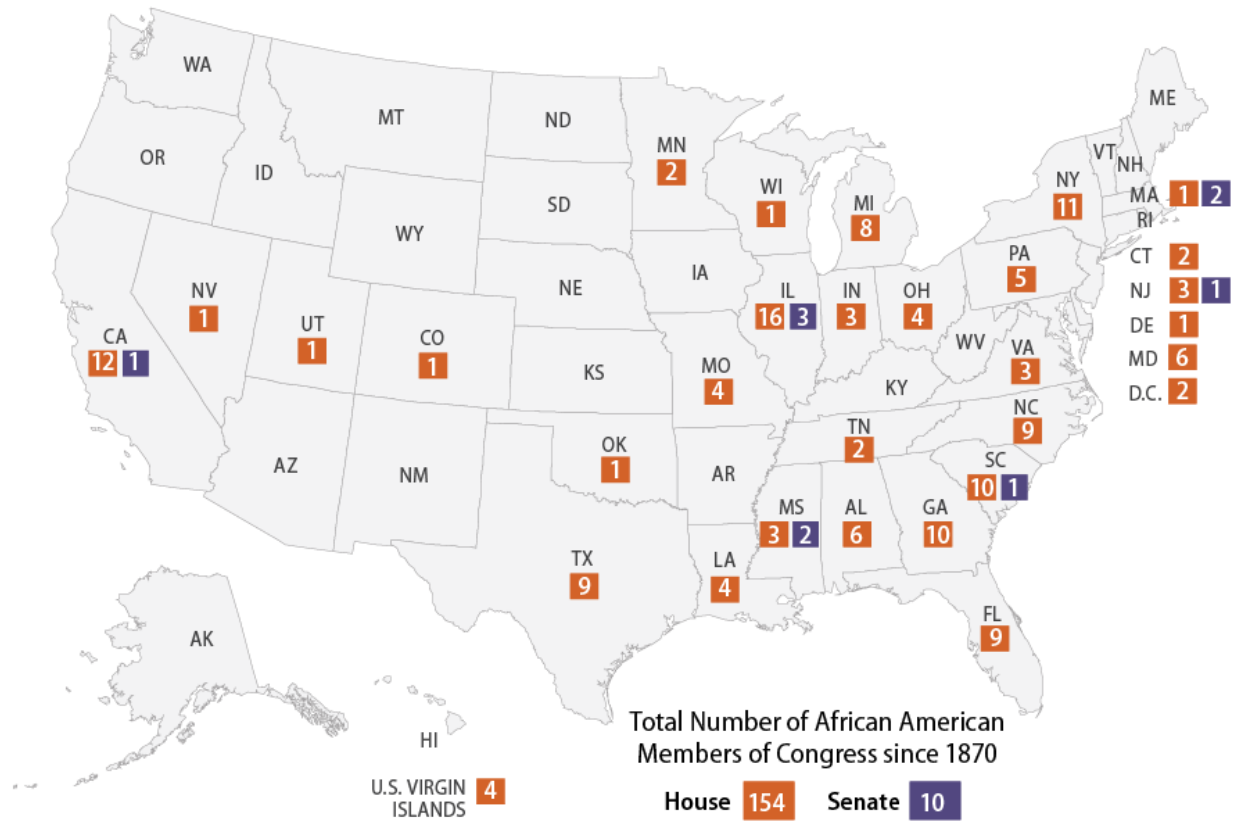 WA
MT
ND
MN
2
ME
OR
ID
SD
WI
1
MI
8
NY
11
VT
NH
MA 1 2
RI
WY
IA
PA
5
CT 2
NV
1
NE
IL
16 3
IN
3
OH
4
NJ 3 1
CA
12 1
UT
1
CO
1
KS
MO
4
WV
VA
3
DE 1
MD 6
D.C. 2
KY
NC
9
AZ
NM
OK
1
AR
TN
2
SC
10 1
MS
3 2
AL
6
GA
10
TX
9
LA
4
FL
9
AK
HI
U.S. VIRGIN
ISLANDS 4
Total Number of African American
Members of Congress since 1870
House 154 Senate 10